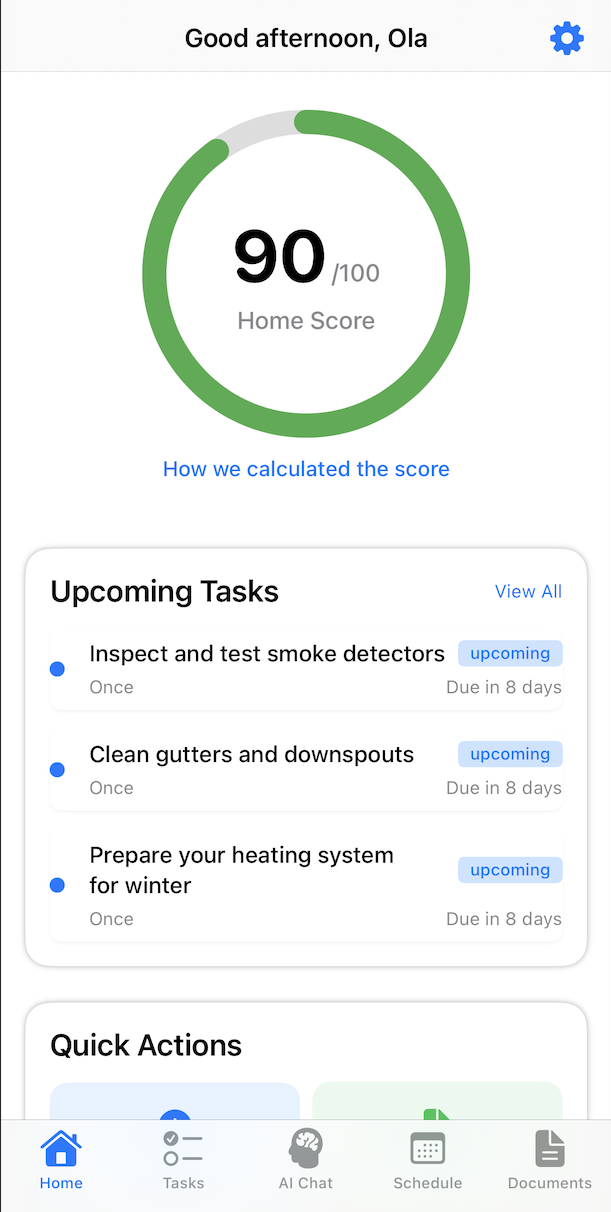 Good afternoon, Ola
90 /100
Home Score
How we calculated the score
Upcoming Tasks View All
Inspect and test smoke detectors upcoming
Once Due in 8 days
Clean gutters and downspouts upcoming
Once Due in 8 days
Prepare your heating system
for winter upcoming
Once Due in 8 days
Quick Actions
Home Tasks AI Chat Schedule Documents